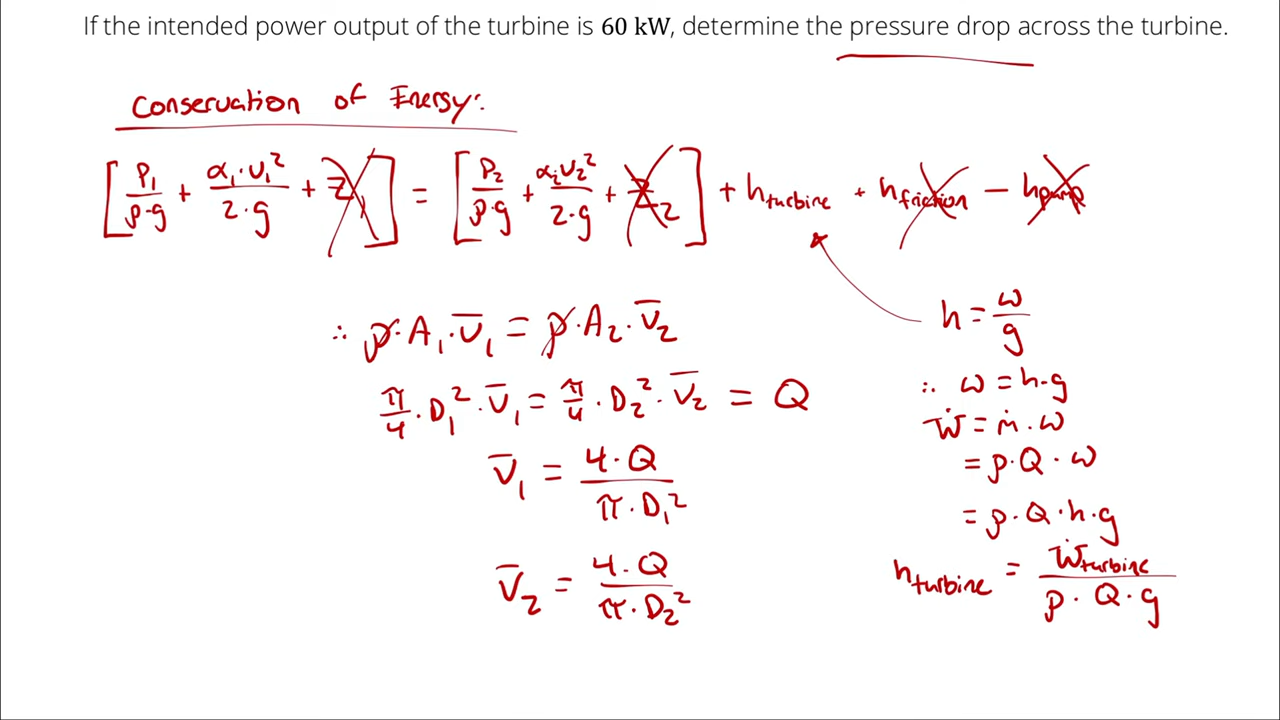 If the intended power output of the turbine is 60 kW, determine the pressure drop across the turbine.
Conservation of Energy:
[P₁/(ρ·g) + α₁·v₁²/(2·g) + z₁] = [P₂/(ρ·g) + α₂v₂²/(2·g) + z₂] + h_turbine + h_friction − h_pump
∴ ρ·A₁·v̅₁ = ρ·A₂·v̅₂
π/4·D₁²·v̅₁ = π/4·D₂²·v̅₂ = Q
v̅₁ = 4·Q/(π·D₁²)
v̅₂ = 4·Q/(π·D₂²)
h = w/g
∴ w = h·g
Ẇ = ṁ·w
= ρ·Q·w
= ρ·Q·h·g
h_turbine = Ẇ_turbine/(ρ·Q·g)